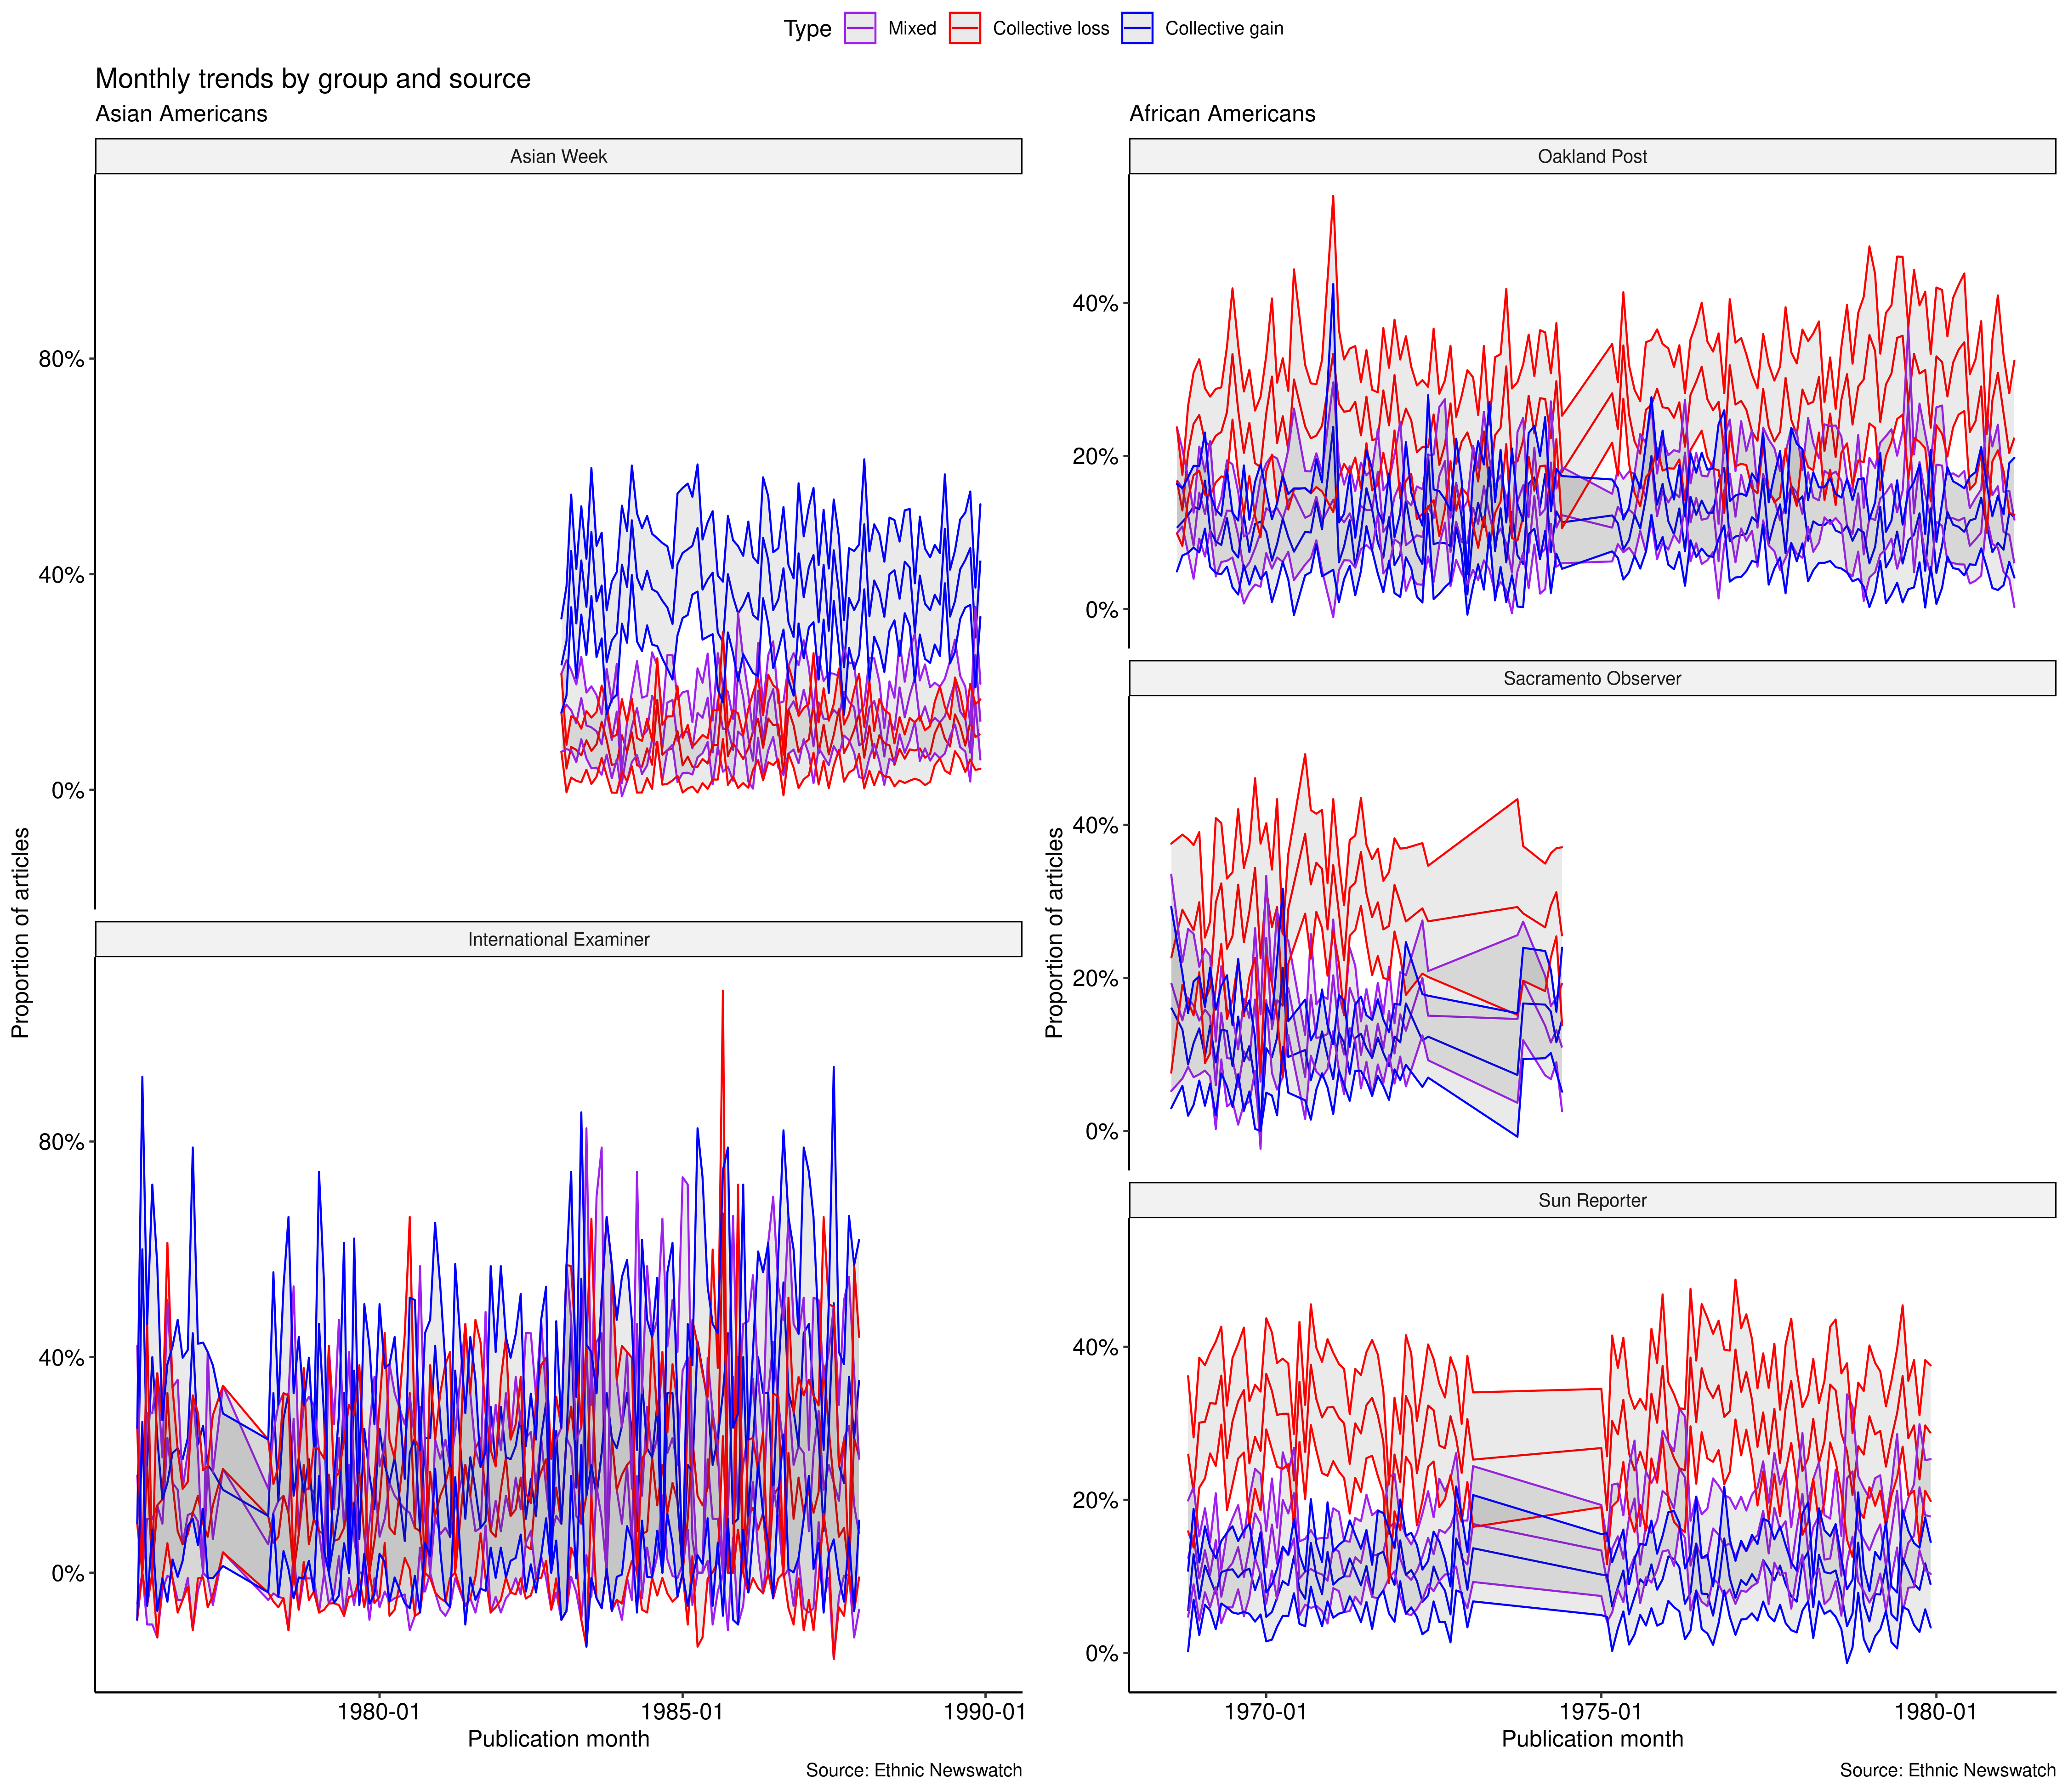 Type Mixed Collective loss Collective gain
Monthly trends by group and source
Asian Americans
Asian Week
80%
40%
0%
International Examiner
80%
40%
0%
Proportion of articles
1980-01 1985-01 1990-01
Publication month
Source: Ethnic Newswatch
African Americans
Oakland Post
40%
20%
0%
Sacramento Observer
40%
20%
0%
Sun Reporter
40%
20%
0%
Proportion of articles
1970-01 1975-01 1980-01
Publication month
Source: Ethnic Newswatch